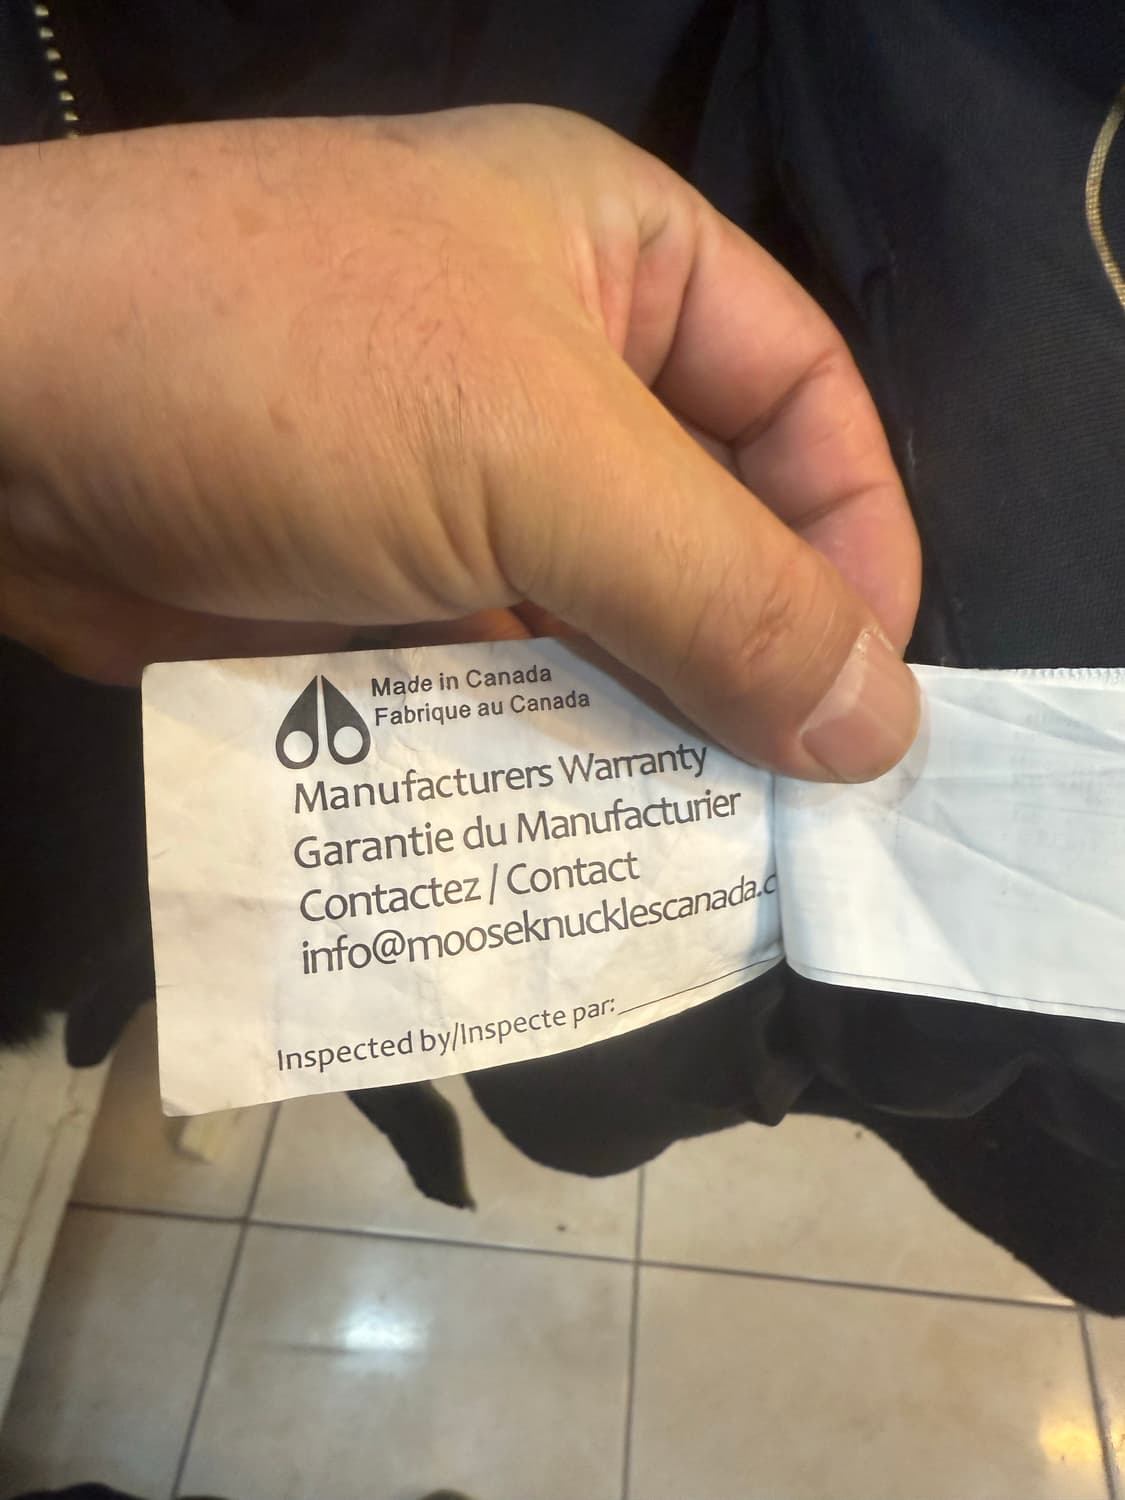 Made in Canada
Fabrique au Canada
Manufacturers Warranty
Garantie du Manufacturier
Contactez / Contact
info@mooseknucklescanada.c
Inspected by/Inspecte par: